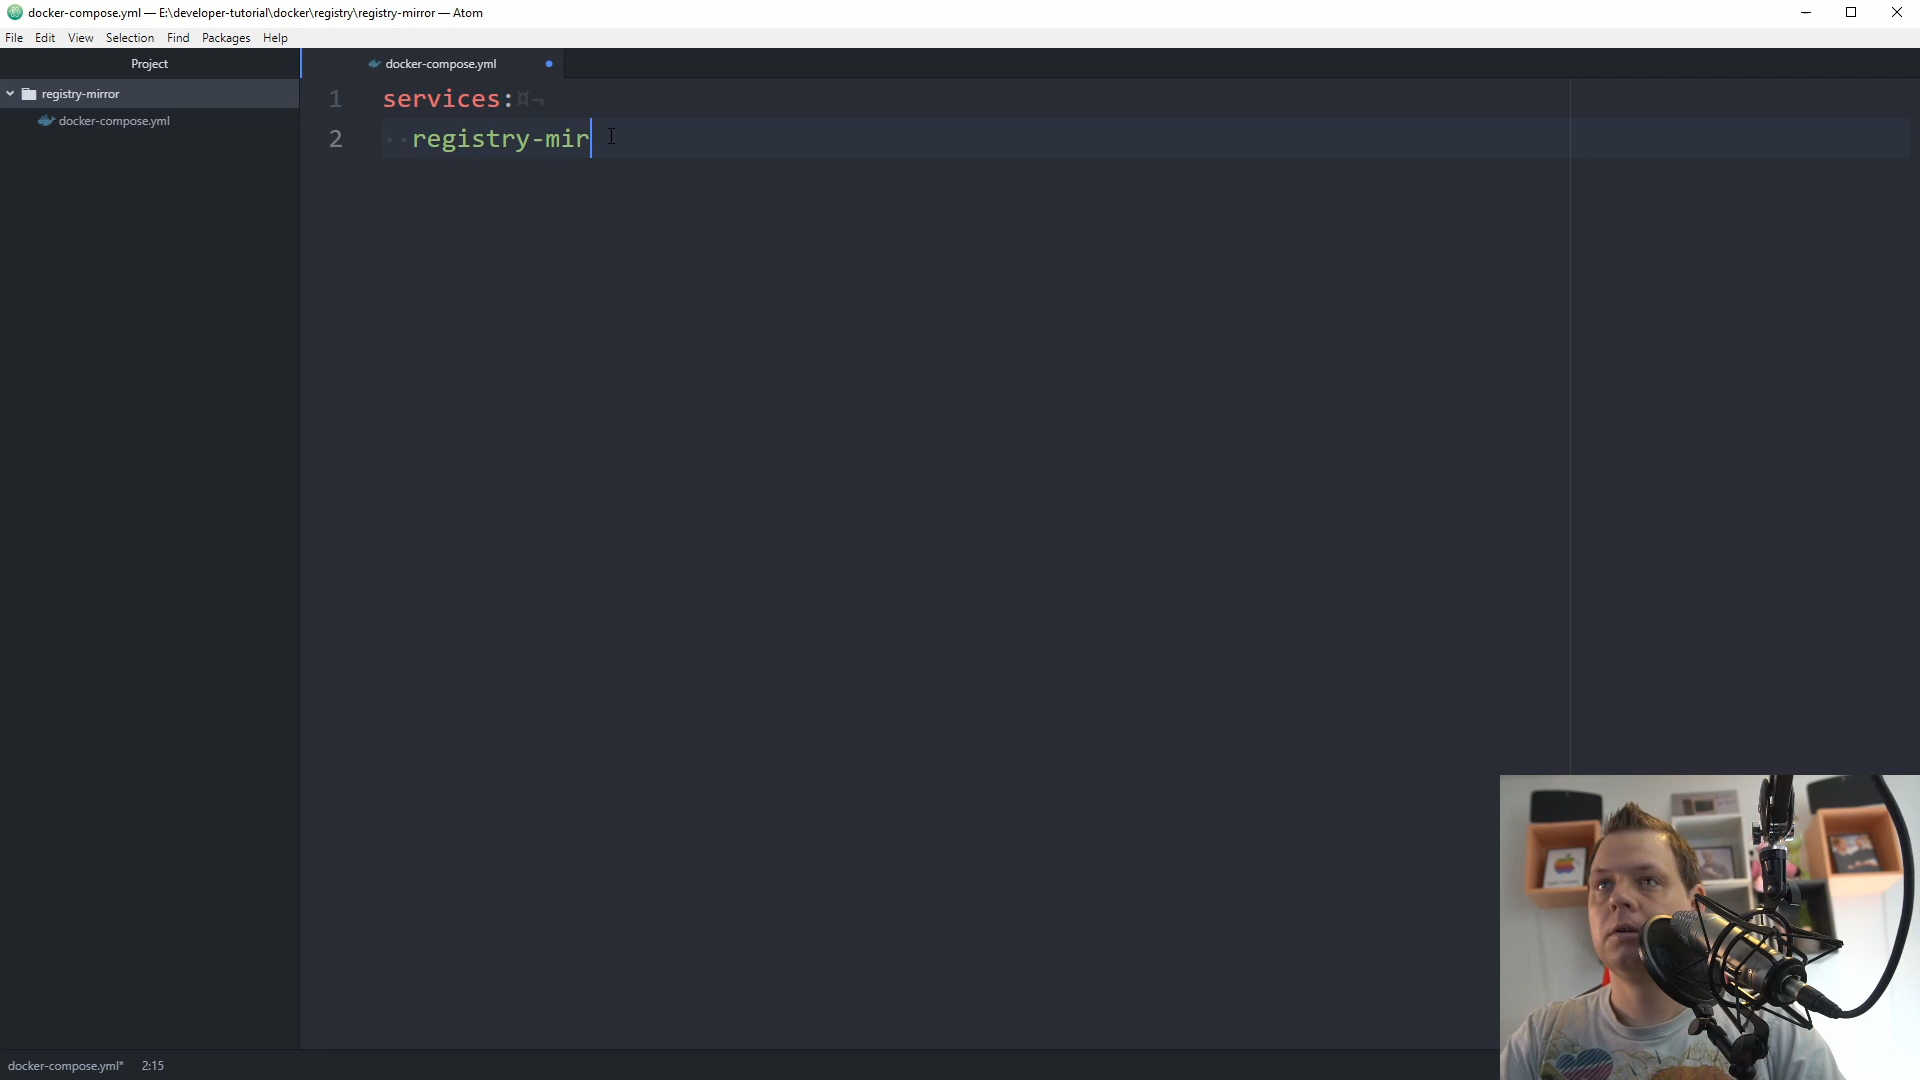 docker-compose.yml — E:\developer-tutorial\docker\registry\registry-mirror — Atom
File Edit View Selection Find Packages Help
Project
docker-compose.yml
registry-mirror
docker-compose.yml
1 services:
2 registry-mir
docker-compose.yml* 2:15